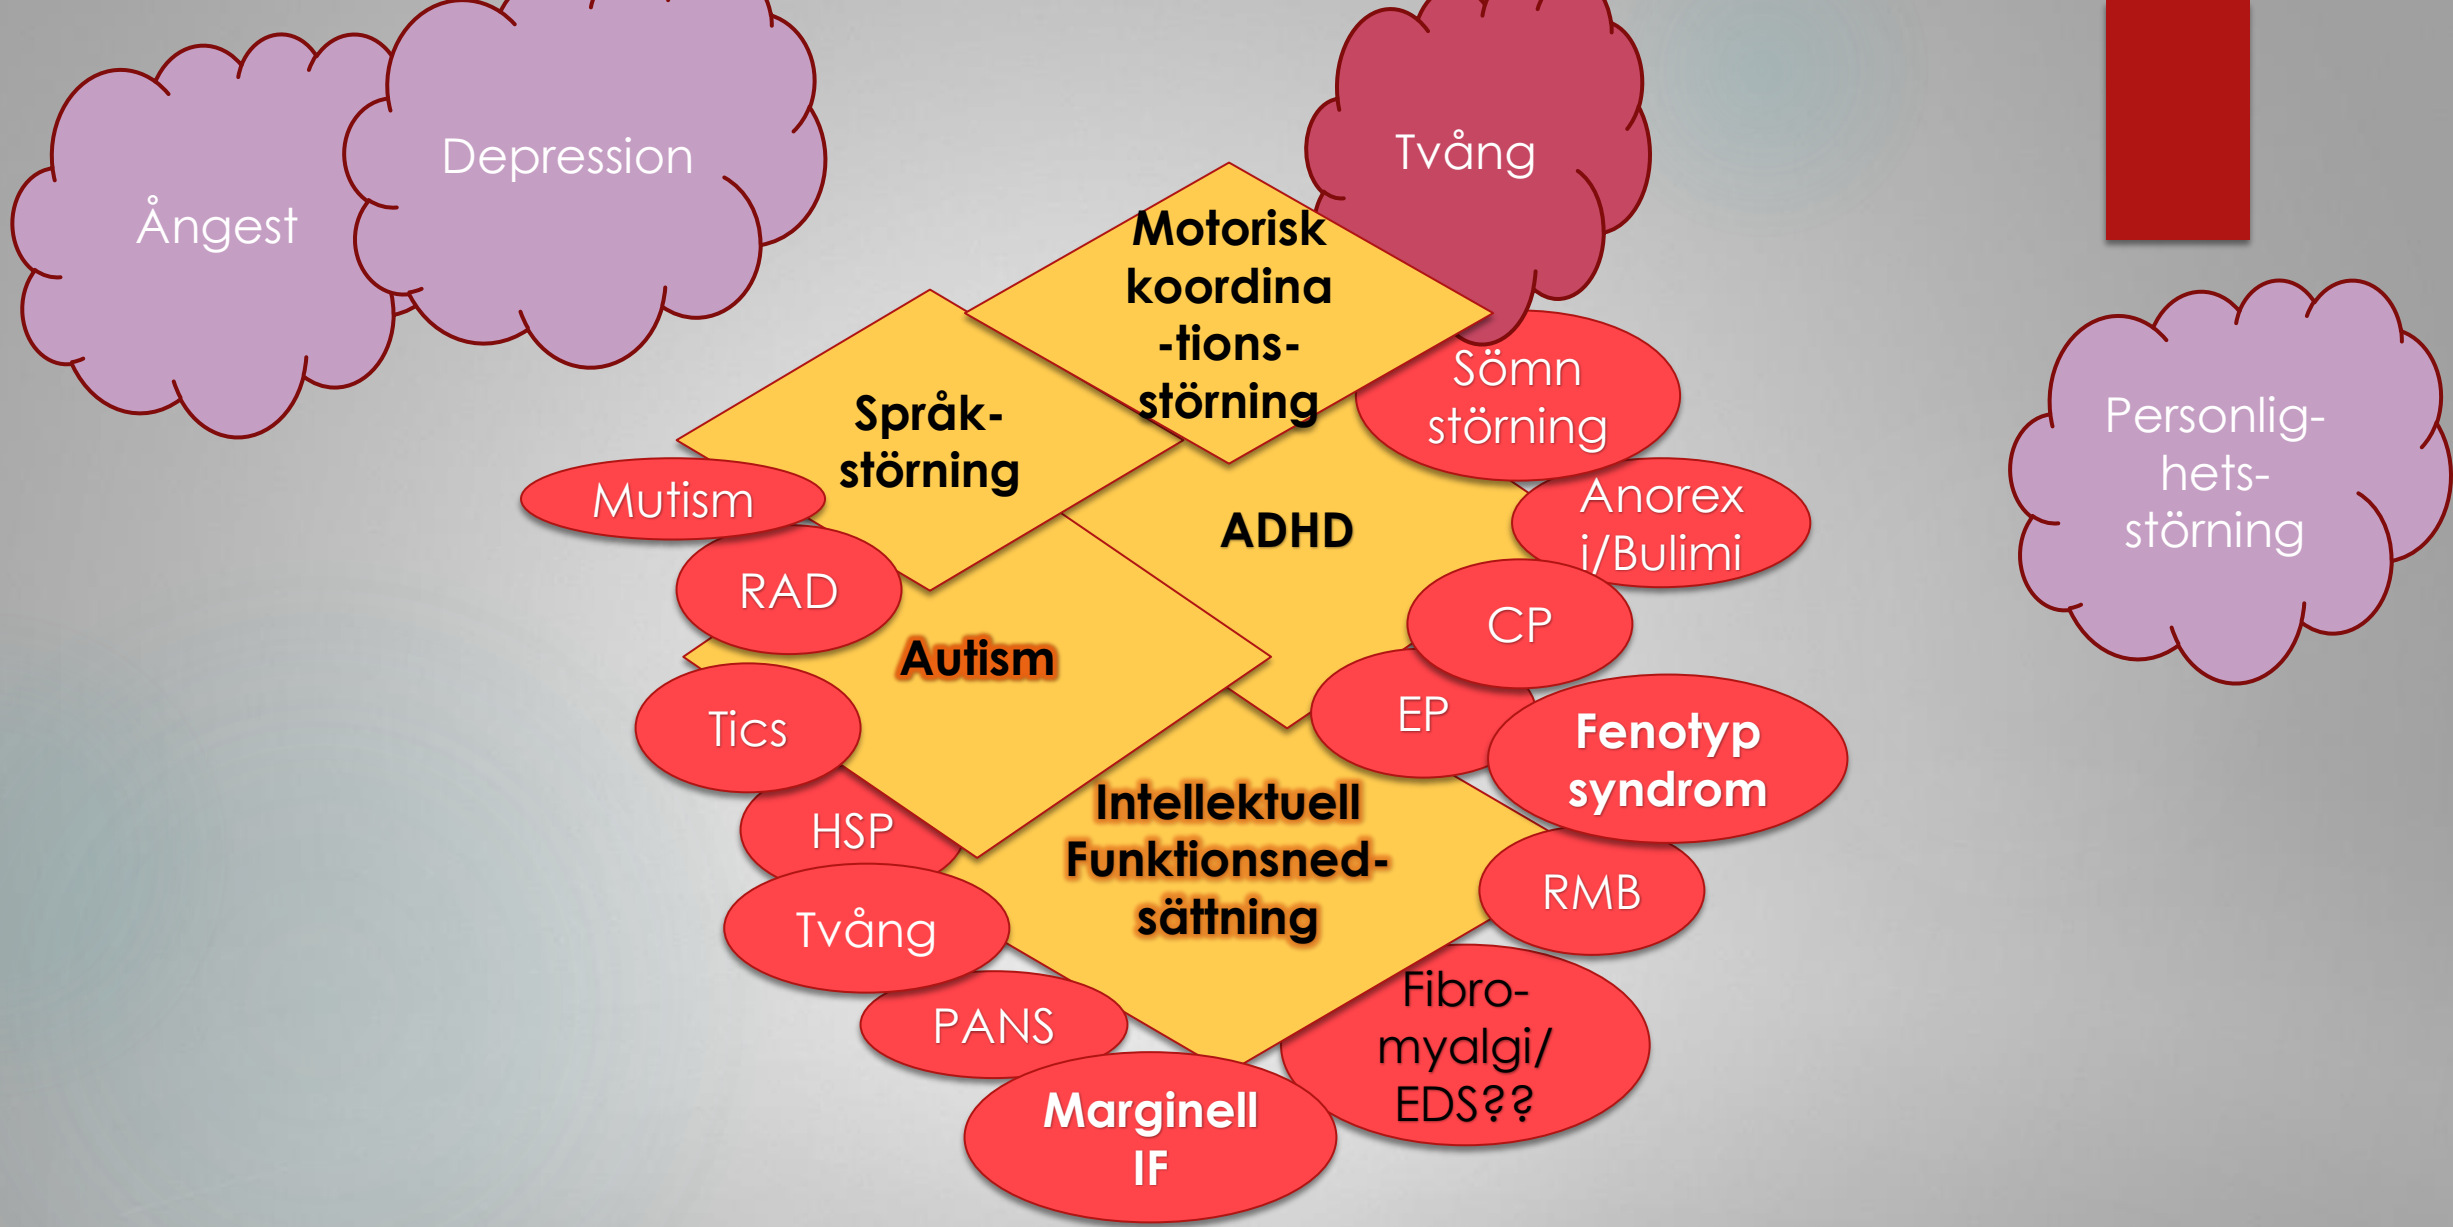 Depression
Ångest
Tvång
Motorisk
koordina
-tions-
störning
Språk-
störning
Sömn
störning
Mutism
ADHD
Anorex
i/Bulimi
Personlig-
hets-
störning
RAD
CP
Autism
EP
Tics
Fenotyp
syndrom
HSP
Intellektuell
Funktionsned-
sättning
RMB
Tvång
PANS
Fibro-
myalgi/
EDS??
Marginell
IF